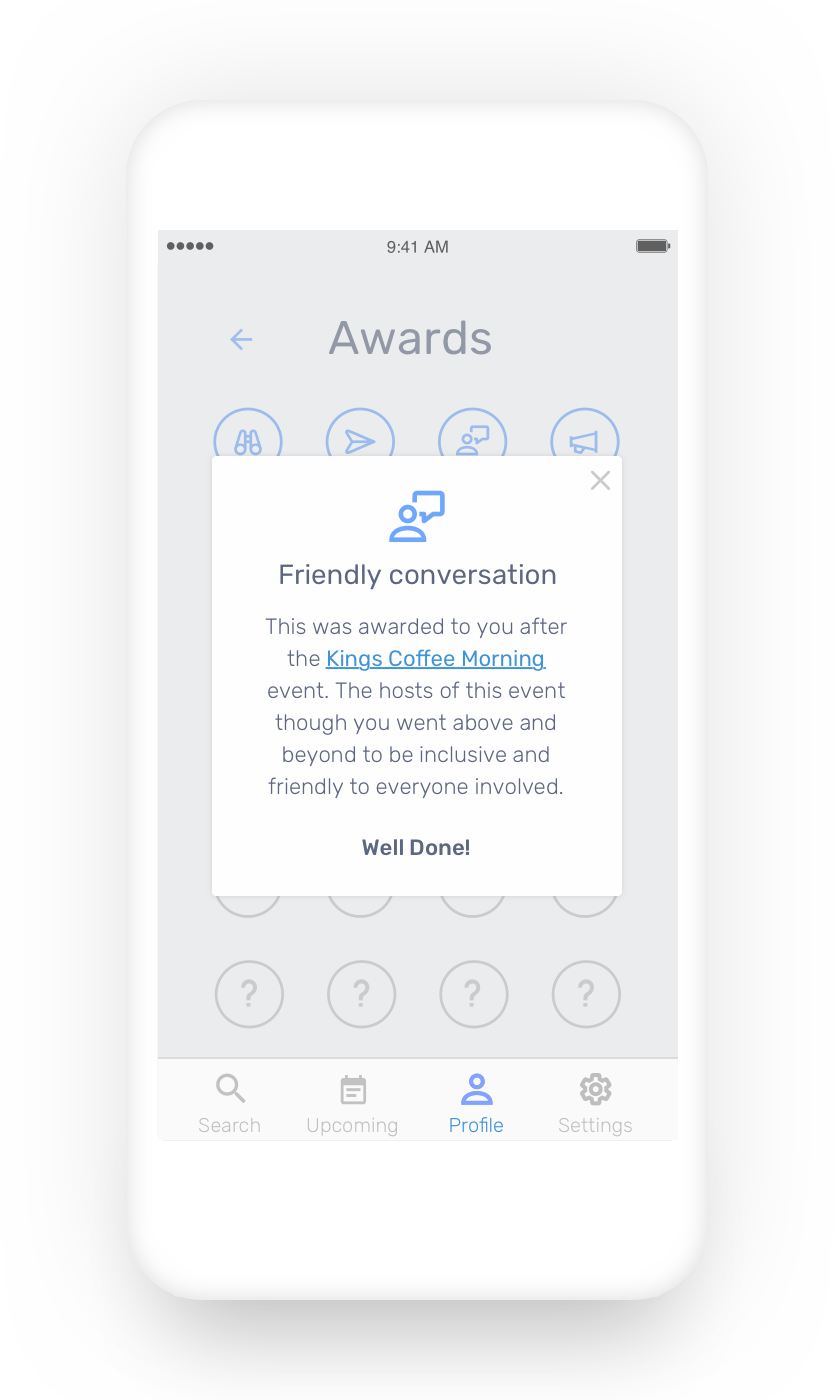 9:41 AM
Awards
Friendly conversation
This was awarded to you after
the Kings Coffee Morning
event. The hosts of this event
though you went above and
beyond to be inclusive and
friendly to everyone involved.
Well Done!
? ? ? ?
Search Upcoming Profile Settings